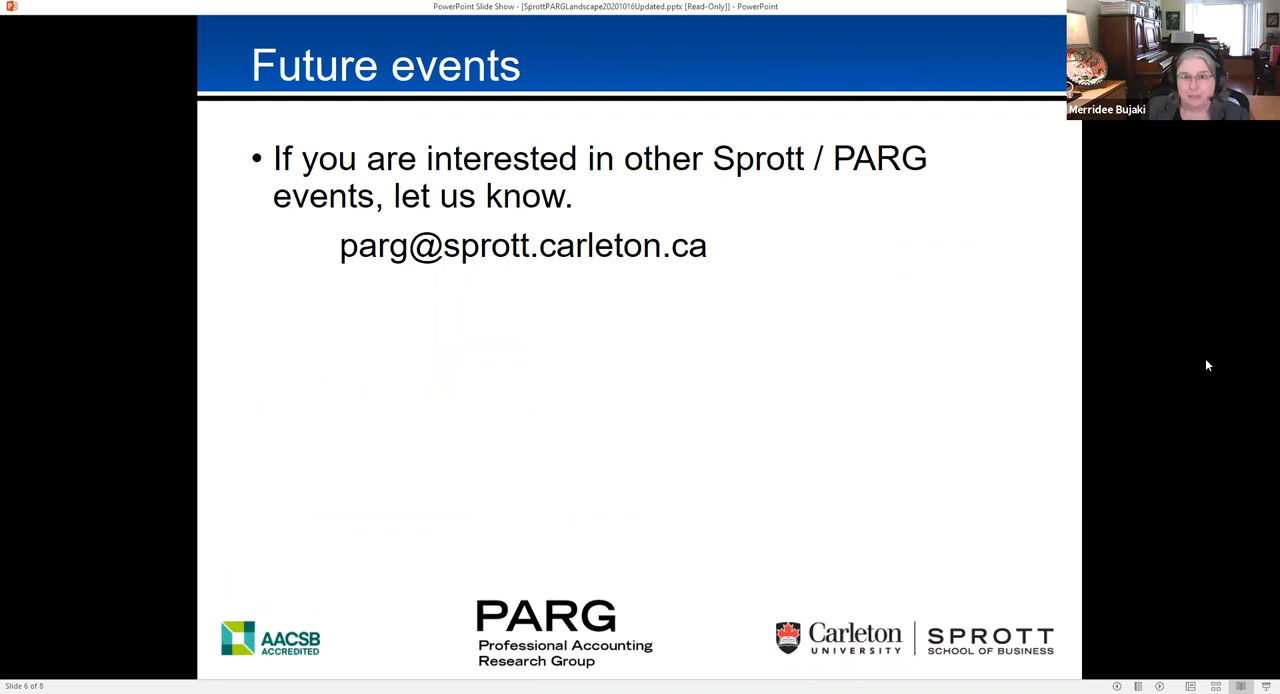 PowerPoint Slide Show - [SprottPARGLandscape20201016Updated.pptx [Read-Only]] - PowerPoint
Future events
Merridee Bujaki
• If you are interested in other Sprott / PARG
events, let us know.
parg@sprott.carleton.ca
AACSB
ACCREDITED
PARG
Professional Accounting
Research Group
Carleton
UNIVERSITY
SPROTT
SCHOOL OF BUSINESS
Slide 6 of 8